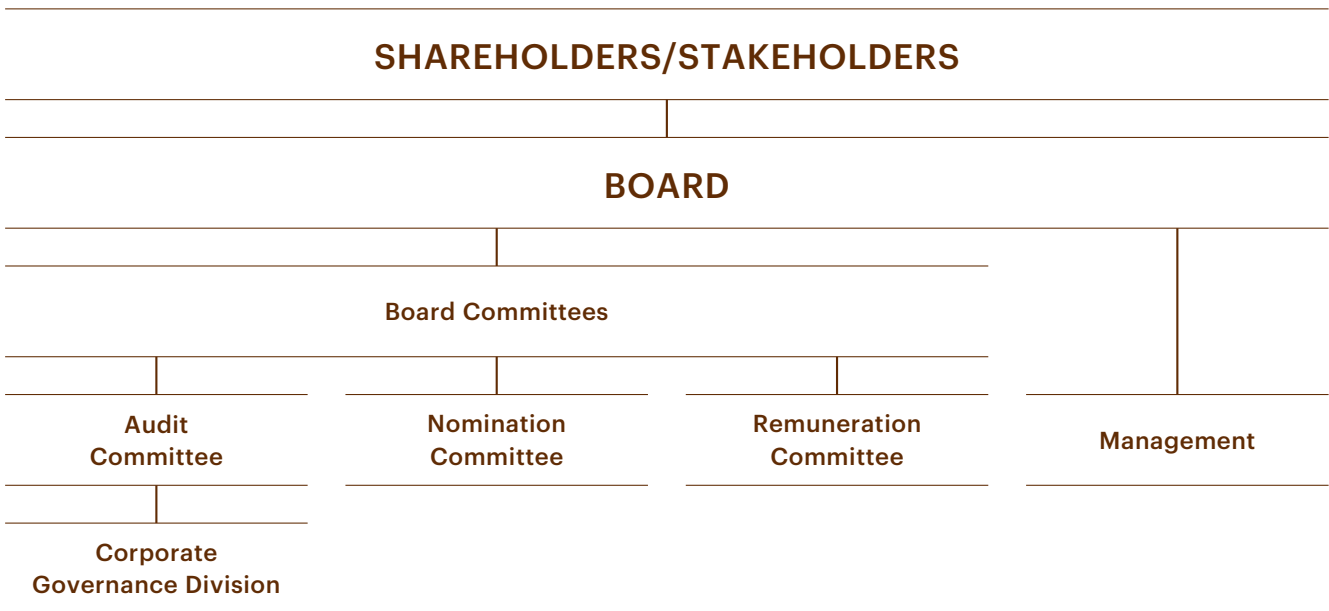 SHAREHOLDERS/STAKEHOLDERS
BOARD
Board Committees
Audit
Committee
Nomination
Committee
Remuneration
Committee
Management
Corporate
Governance Division